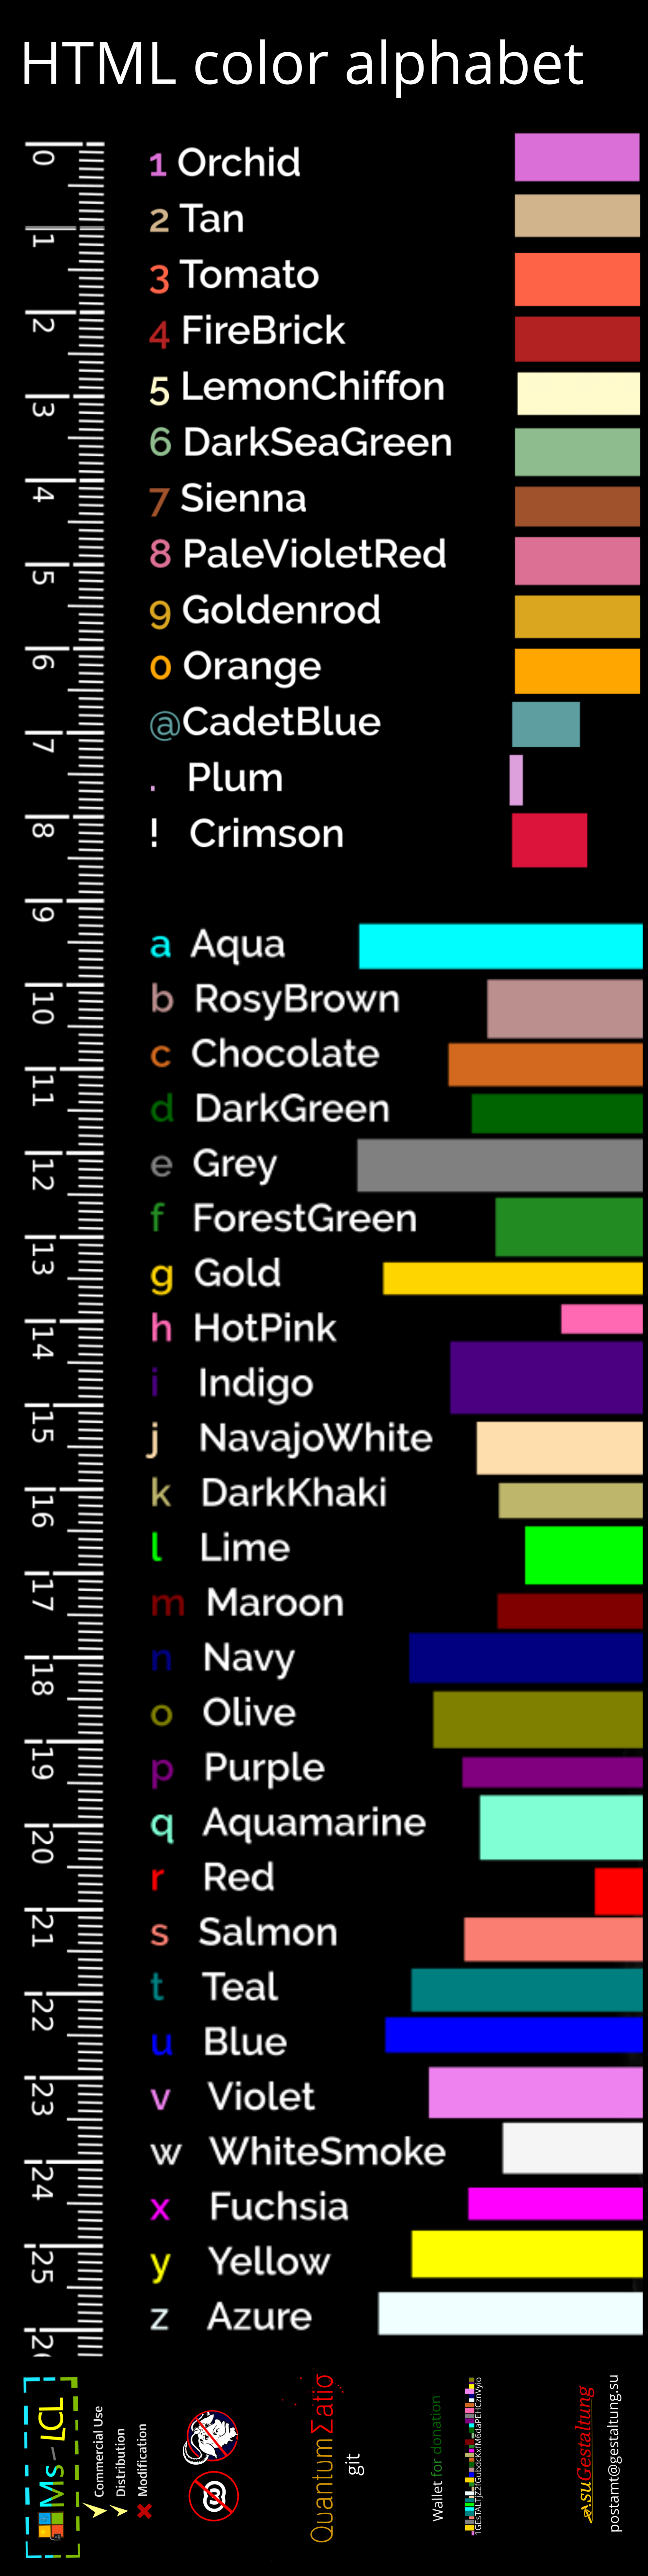 HTML color alphabet
0
1
2
3
4
5
6
7
8
9
10
11
12
13
14
15
16
17
18
19
20
21
22
23
24
25
1 Orchid
2 Tan
3 Tomato
4 FireBrick
5 LemonChiffon
6 DarkSeaGreen
7 Sienna
8 PaleVioletRed
9 Goldenrod
0 Orange
@CadetBlue
. Plum
! Crimson
a Aqua
b RosyBrown
c Chocolate
d DarkGreen
e Grey
f ForestGreen
g Gold
h HotPink
i Indigo
j NavajoWhite
k DarkKhaki
l Lime
m Maroon
n Navy
o Olive
p Purple
q Aquamarine
r Red
s Salmon
t Teal
u Blue
v Violet
w WhiteSmoke
x Fuchsia
y Yellow
z Azure
Ms-LCL
Commercial Use
Distribution
Modification
QuantumΣatio
git
Wallet for donation
AsuGestaltung
postamt@gestaltung.su